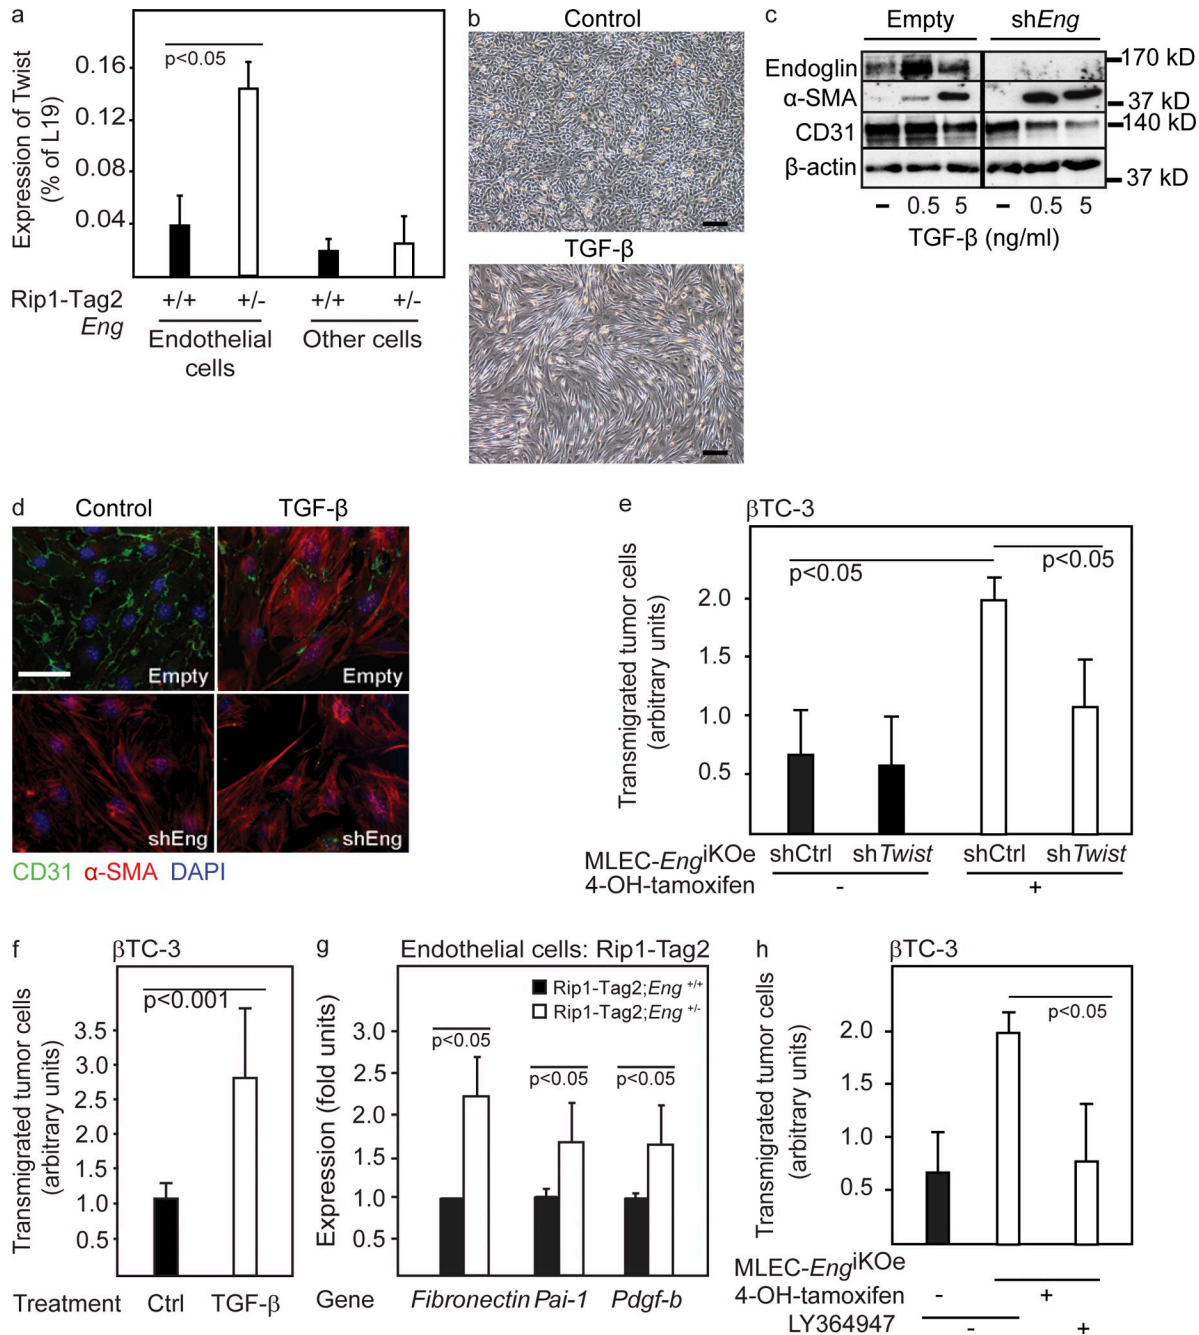 a
p<0.05
Expression of Twist
(% of L19)
0.16
0.12
0.08
0.04
Rip1-Tag2 +/+ +/- +/+ +/-
Eng
Endothelial cells
Other cells
b
Control
TGF-β
c
Empty shEng
Endoglin 170 kD
α-SMA 37 kD
CD31 140 kD
β-actin 37 kD
– 0.5 5 – 0.5 5
TGF-β (ng/ml)
d
Control TGF-β
Empty Empty
shEng shEng
CD31 α-SMA DAPI
e
βTC-3
p<0.05 p<0.05
Transmigrated tumor cells
(arbitrary units)
2.0
1.5
1.0
0.5
MLEC-Eng^iKOe shCtrl shTwist shCtrl shTwist
4-OH-tamoxifen - +
f
βTC-3
p<0.001
Transmigrated tumor cells
(arbitrary units)
3.5
3.0
2.5
2.0
1.5
1.0
0.5
Treatment Ctrl TGF-β
g
Endothelial cells: Rip1-Tag2
Rip1-Tag2;Eng +/+
Rip1-Tag2;Eng +/-
p<0.05 p<0.05 p<0.05
Expression (fold units)
3.0
2.5
2.0
1.5
1.0
0.5
Gene Fibronectin Pai-1 Pdgf-b
h
βTC-3
p<0.05
Transmigrated tumor cells
(arbitrary units)
2.0
1.5
1.0
0.5
MLEC-Eng^iKOe
4-OH-tamoxifen - +
LY364947 - +